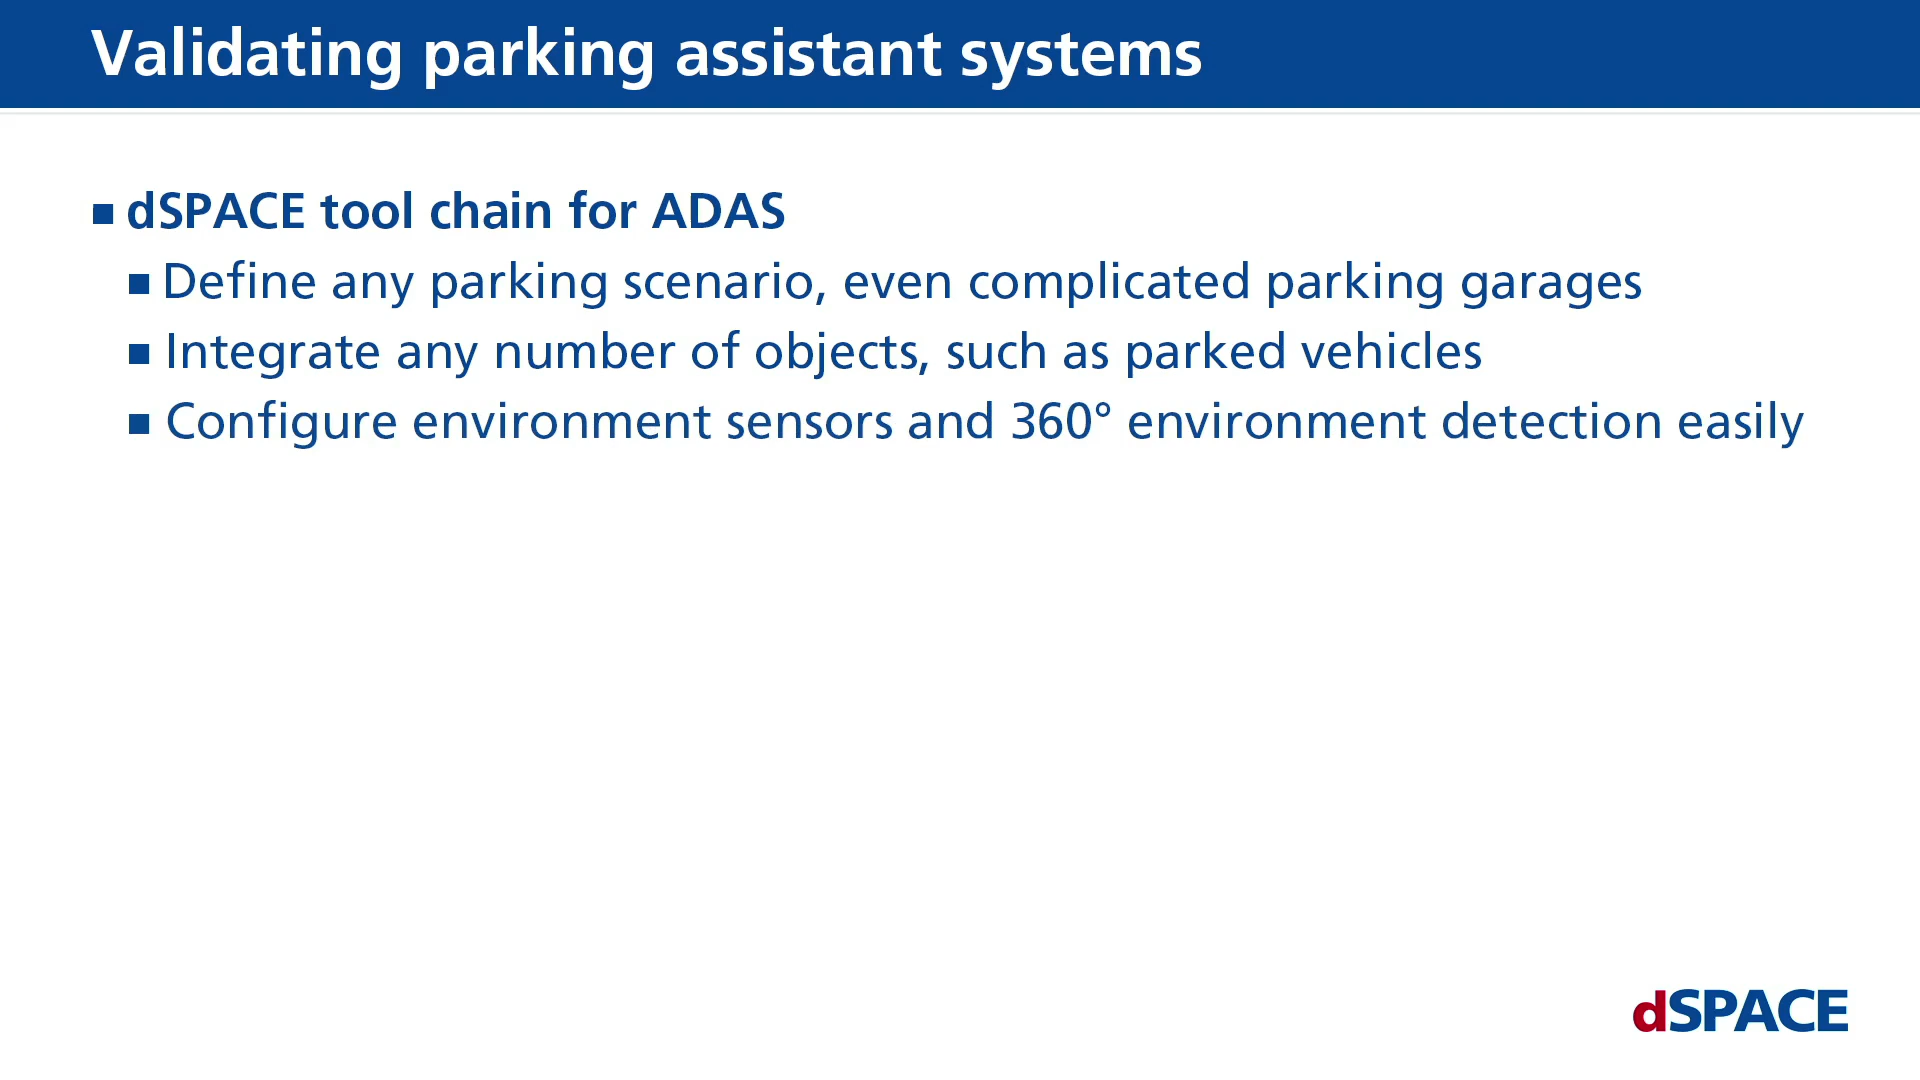 Validating parking assistant systems
dSPACE tool chain for ADAS
Define any parking scenario, even complicated parking garages
Integrate any number of objects, such as parked vehicles
Configure environment sensors and 360° environment detection easily
dSPACE